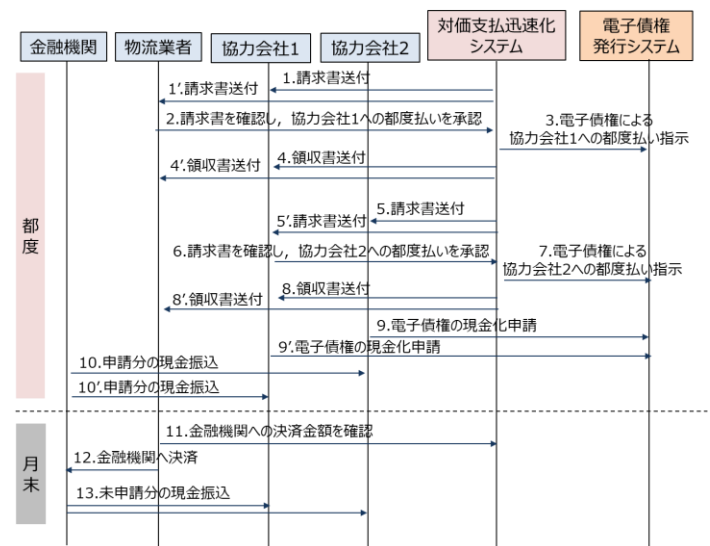 金融機関
物流業者
協力会社1
協力会社2
対価支払迅速化
システム
電子債権
発行システム
都度
1.請求書送付
1’.請求書送付
2.請求書を確認し，協力会社1への都度払いを承認
3.電子債権による
協力会社1への都度払い指示
4.領収書送付
4’.領収書送付
5.請求書送付
5’.請求書送付
6.請求書を確認し，協力会社2への都度払いを承認
7.電子債権による
協力会社2への都度払い指示
8.領収書送付
8’.領収書送付
9.電子債権の現金化申請
9’.電子債権の現金化申請
10.申請分の現金振込
10’.申請分の現金振込
月末
11.金融機関への決済金額を確認
12.金融機関へ決済
13.未申請分の現金振込